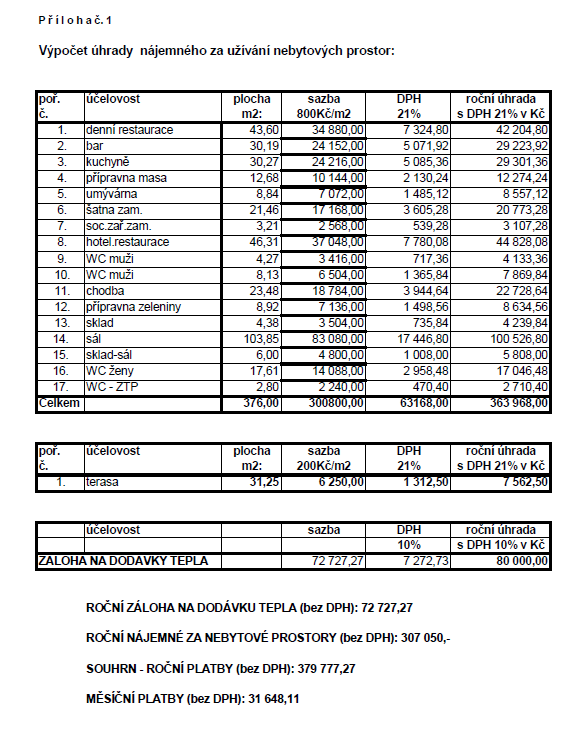 P ř í l o h a č. 1
Výpočet úhrady nájemného za užívání nebytových prostor:
poř. účelovost plocha sazba DPH roční úhrada
č. m2: 800Kč/m2 21% s DPH 21% v Kč
1. denní restaurace 43,60 34 880,00 7 324,80 42 204,80
2. bar 30,19 24 152,00 5 071,92 29 223,92
3. kuchyně 30,27 24 216,00 5 085,36 29 301,36
4. přípravna masa 12,68 10 144,00 2 130,24 12 274,24
5. umývárna 8,84 7 072,00 1 485,12 8 557,12
6. šatna zam. 21,46 17 168,00 3 605,28 20 773,28
7. soc.zař.zam. 3,21 2 568,00 539,28 3 107,28
8. hotel.restaurace 46,31 37 048,00 7 780,08 44 828,08
9. WC muži 4,27 3 416,00 717,36 4 133,36
10. WC muži 8,13 6 504,00 1 365,84 7 869,84
11. chodba 23,48 18 784,00 3 944,64 22 728,64
12. přípravna zeleniny 8,92 7 136,00 1 498,56 8 634,56
13. sklad 4,38 3 504,00 735,84 4 239,84
14. sál 103,85 83 080,00 17 446,80 100 526,80
15. sklad-sál 6,00 4 800,00 1 008,00 5 808,00
16. WC ženy 17,61 14 088,00 2 958,48 17 046,48
17. WC - ZTP 2,80 2 240,00 470,40 2 710,40
Celkem 376,00 300800,00 63168,00 363 968,00
poř. účelovost plocha sazba DPH roční úhrada
č. m2: 200Kč/m2 21% s DPH 21% v Kč
1. terasa 31,25 6 250,00 1 312,50 7 562,50
účelovost sazba DPH roční úhrada
10% s DPH 10% v Kč
ZÁLOHA NA DODÁVKY TEPLA 72 727,27 7 272,73 80 000,00
ROČNÍ ZÁLOHA NA DODÁVKU TEPLA (bez DPH): 72 727,27
ROČNÍ NÁJEMNÉ ZA NEBYTOVÉ PROSTORY (bez DPH): 307 050,-
SOUHRN - ROČNÍ PLATBY (bez DPH): 379 777,27
MĚSÍČNÍ PLATBY (bez DPH): 31 648,11